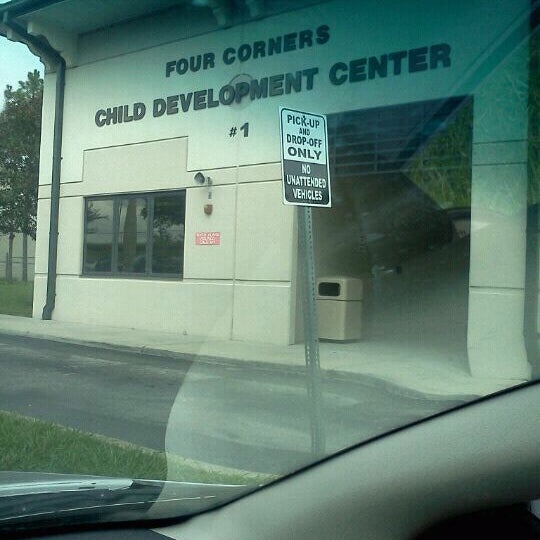 FOUR CORNERS
CHILD DEVELOPMENT CENTER
#1
PICK-UP
AND
DROP-OFF
ONLY
NO
UNATTENDED
VEHICLES